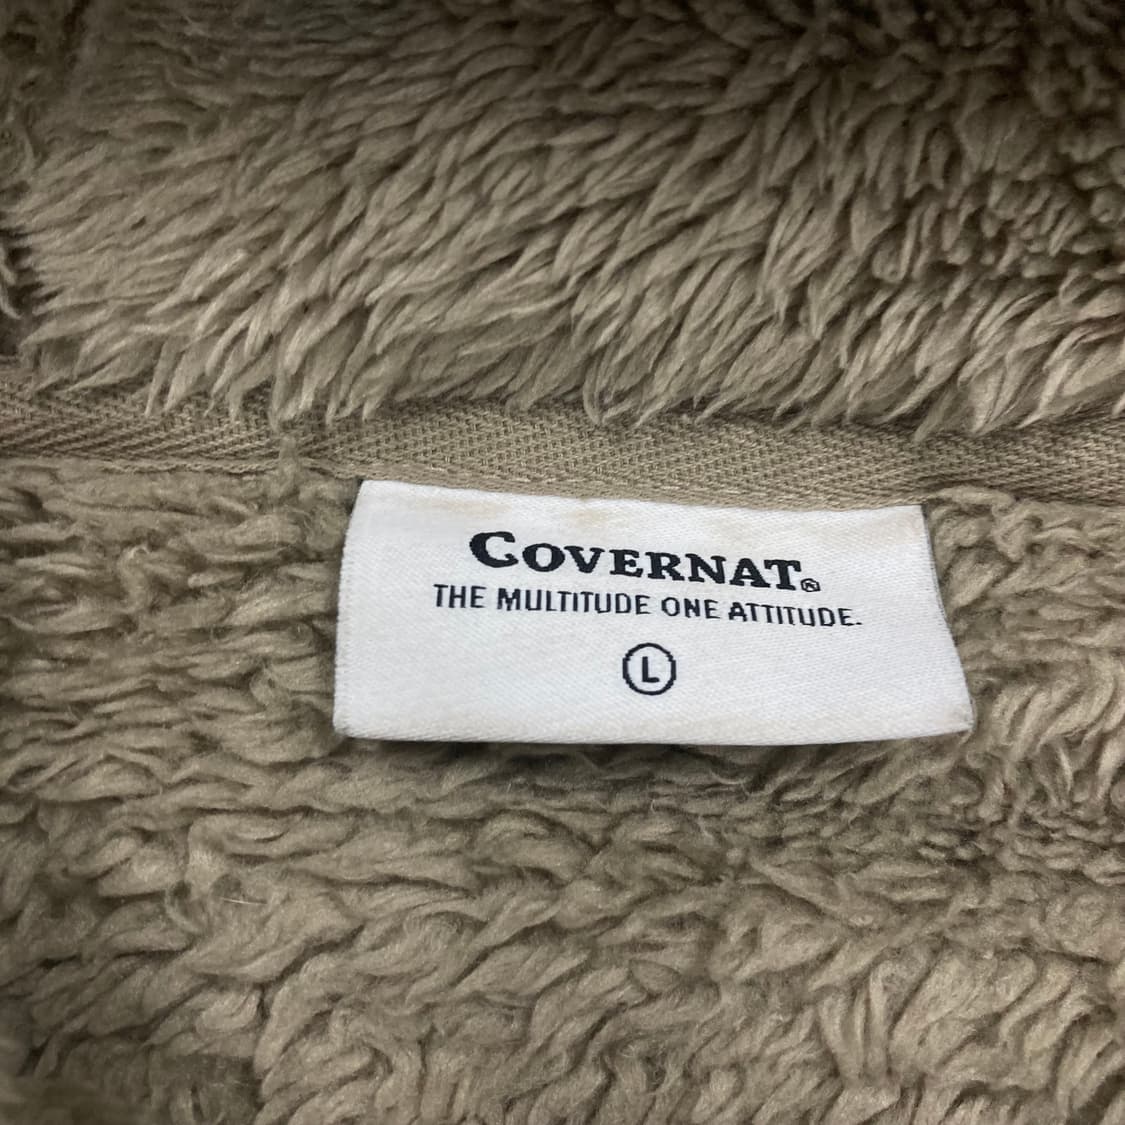 COVERNAT®
THE MULTITUDE ONE ATTITUDE.
L